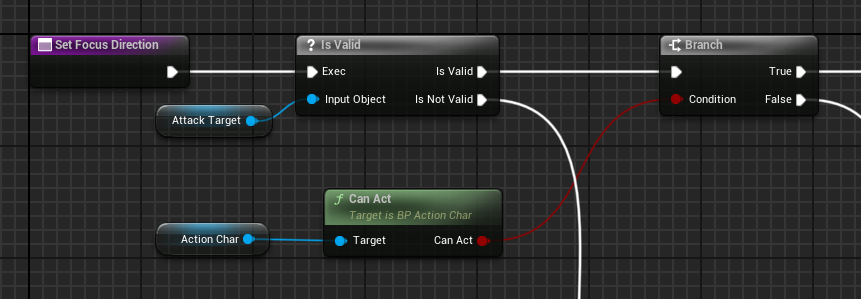 Set Focus Direction
? Is Valid
Exec
Is Valid
Input Object
Is Not Valid
Attack Target
Branch
True
Condition
False
f Can Act
Target is BP Action Char
Action Char
Target
Can Act